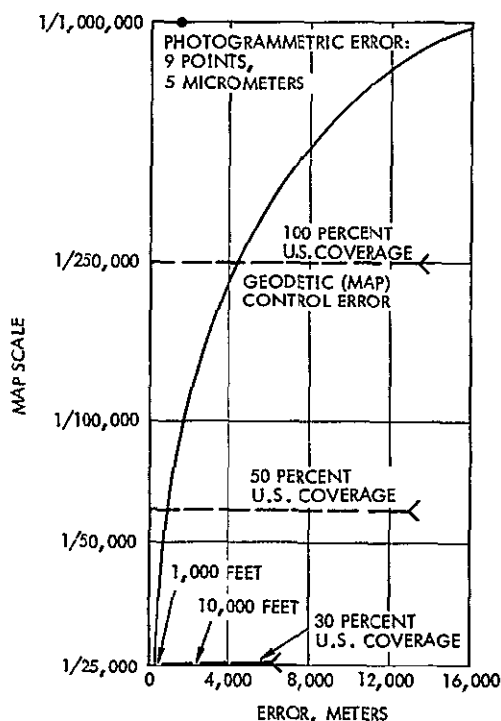 1/1,000,000
PHOTOGRAMMETRIC ERROR:
9 POINTS,
5 MICROMETERS
100 PERCENT
U.S. COVERAGE
1/250,000
GEODETIC (MAP)
CONTROL ERROR
MAP SCALE
1/100,000
50 PERCENT
U.S. COVERAGE
1/50,000
1,000 FEET
10,000 FEET
30 PERCENT
U.S. COVERAGE
1/25,000
0 4,000 8,000 12,000 16,000
ERROR, METERS